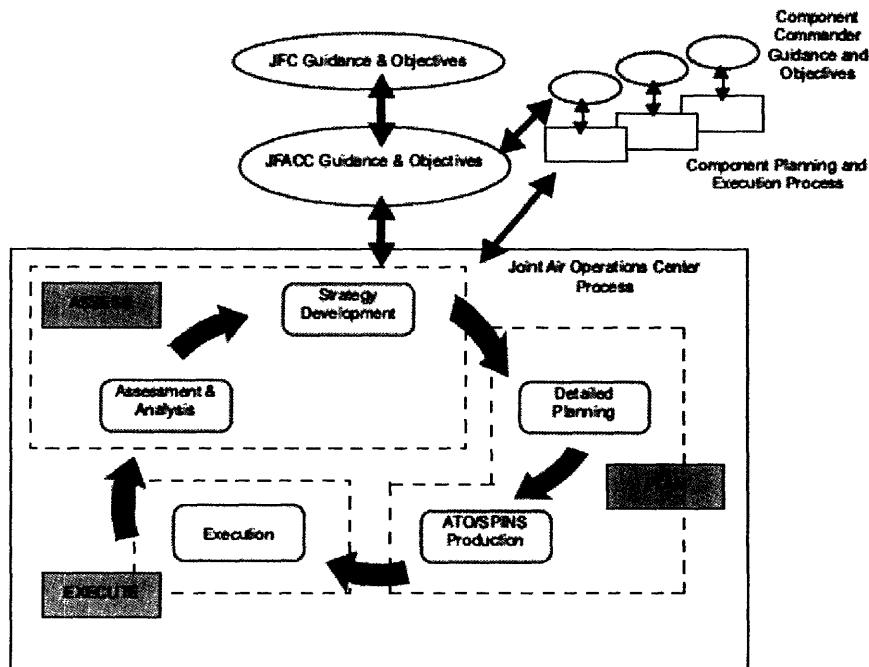 JFC Guidance & Objectives
Component
Commander
Guidance and
Objectives
JFACC Guidance & Objectives
Component Planning and
Execution Process
Joint Air Operations Center
Process
ASSESS
Strategy
Development
Assessment &
Analysis
Detailed
Planning
Execution
ATO/SPINS
Production
EXECUTE